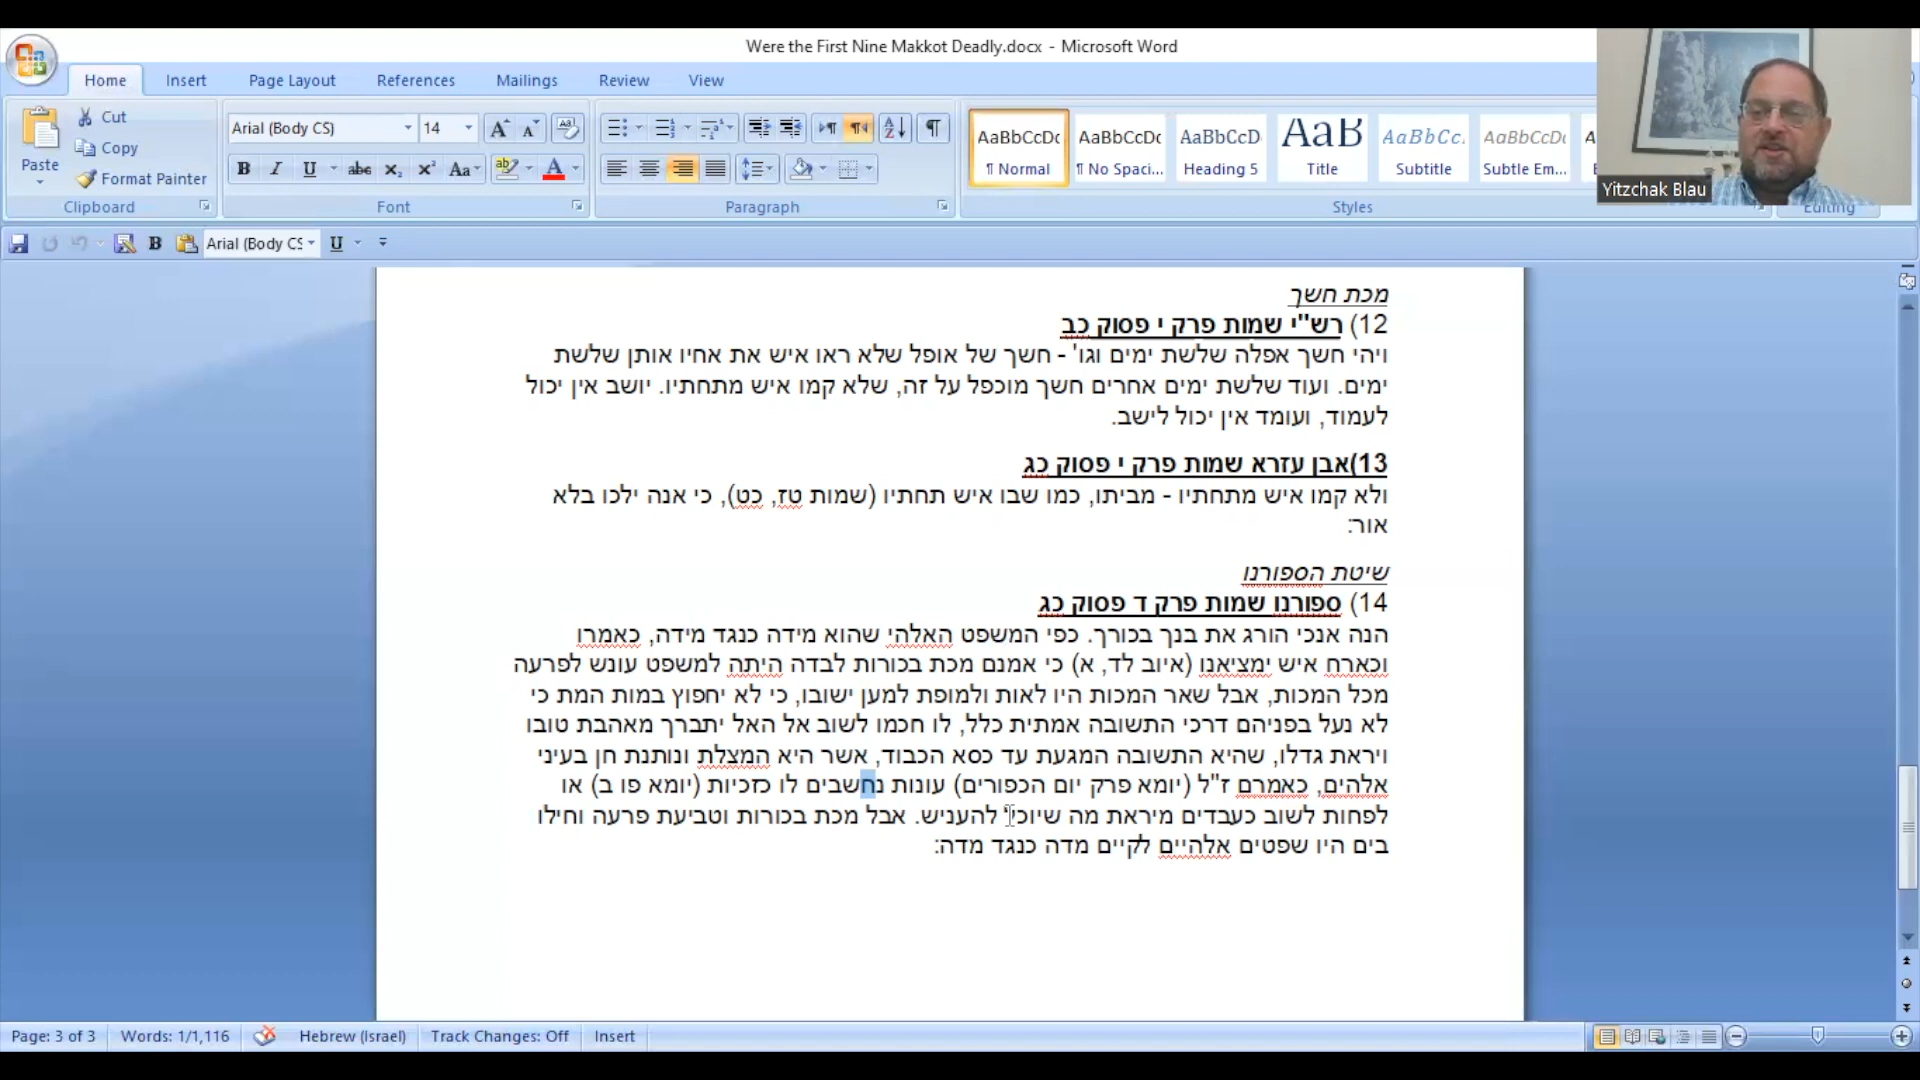 Were the First Nine Makkot Deadly.docx - Microsoft Word
Home Insert Page Layout References Mailings Review View
Paste
Cut
Copy
Format Painter
Clipboard
Arial (Body CS) 14
Font
Paragraph
AaBbCcDc AaBbCcDc AaBbCcD AaB AaBbCc. AaBbCcDc
¶ Normal ¶ No Spaci... Heading 5 Title Subtitle Subtle Em...
Styles
Editing
Yitzchak Blau
Arial (Body CS
מכת חשך
12) רש"י שמות פרק י פסוק כב
ויהי חשך אפלה שלשת ימים וגו' - חשך של אופל שלא ראו איש את אחיו אותן שלשת
ימים. ועוד שלשת ימים אחרים חשך מוכפל על זה, שלא קמו איש מתחתיו. יושב אין יכול
לעמוד, ועומד אין יכול לישב.
13)אבן עזרא שמות פרק י פסוק כג
ולא קמו איש מתחתיו - מביתו, כמו שבו איש תחתיו (שמות טז, כט), כי אנה ילכו בלא
אור:
שיטת הספורנו
14) ספורנו שמות פרק ד פסוק כג
הנה אנכי הורג את בנך בכורך. כפי המשפט האלהי שהוא מידה כנגד מידה, כאמרו
וכארח איש ימציאנו (איוב לד, א) כי אמנם מכת בכורות לבדה היתה למשפט עונש לפרעה
מכל המכות, אבל שאר המכות היו לאות ולמופת למען ישובו, כי לא יחפוץ במות המת כי
לא נעל בפניהם דרכי התשובה אמתית כלל, לו חכמו לשוב אל האל יתברך מאהבת טובו
ויראת גדלו, שהיא התשובה המגעת עד כסא הכבוד, אשר היא המצלת ונותנת חן בעיני
אלהים, כאמרם ז"ל (יומא פרק יום הכפורים) עונות נחשבים לו כזכיות (יומא פו ב) או
לפחות לשוב כעבדים מיראת מה שיוכי' להעניש. אבל מכת בכורות וטביעת פרעה וחילו
בים היו שפטים אלהיים לקיים מדה כנגד מדה:
Page: 3 of 3 Words: 1/1,116 Hebrew (Israel) Track Changes: Off Insert